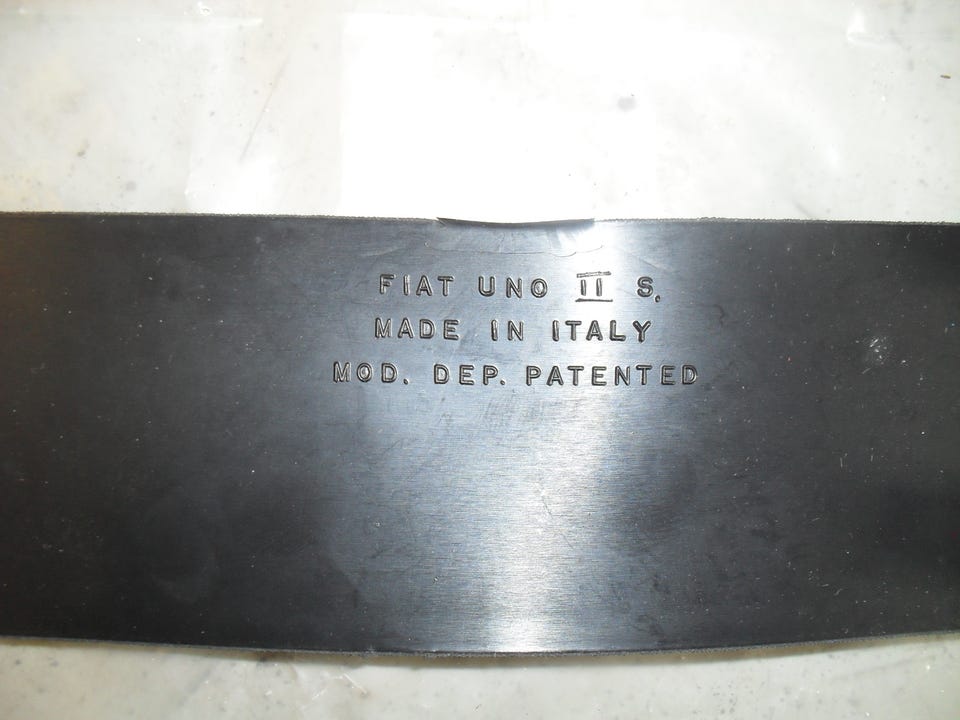 FIAT UNO II S.
MADE IN ITALY
MOD. DEP. PATENTED